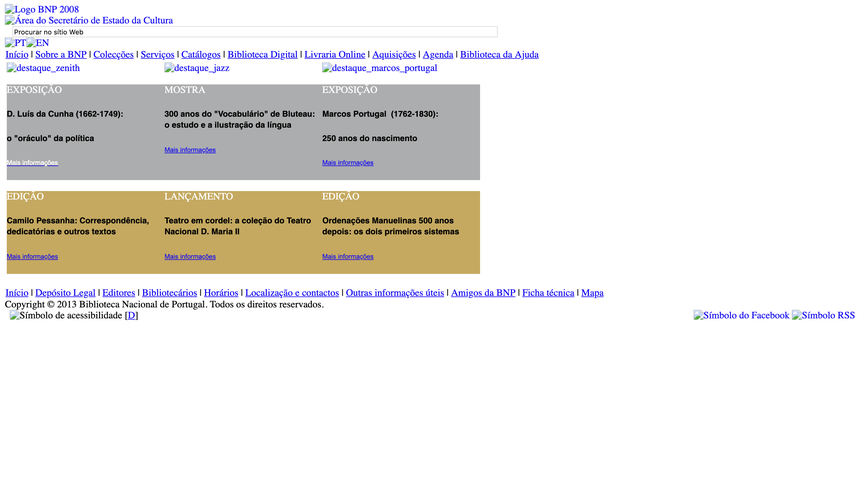 Logo BNP 2008
Área do Secretário de Estado da Cultura
Procurar no sítio Web
PT EN
Início | Sobre a BNP | Colecções | Serviços | Catálogos | Biblioteca Digital | Livraria Online | Aquisições | Agenda | Biblioteca da Ajuda
destaque_zenith destaque_jazz destaque_marcos_portugal
EXPOSIÇÃO
D. Luís da Cunha (1662-1749):
o "oráculo" da política
Mais informações
MOSTRA
300 anos do "Vocabulário" de Bluteau:
o estudo e a ilustração da língua
Mais informações
EXPOSIÇÃO
Marcos Portugal (1762-1830):
250 anos do nascimento
Mais informações
EDIÇÃO
Camilo Pessanha: Correspondência,
dedicatórias e outros textos
Mais informações
LANÇAMENTO
Teatro em cordel: a coleção do Teatro
Nacional D. Maria II
Mais informações
EDIÇÃO
Ordenações Manuelinas 500 anos
depois: os dois primeiros sistemas
Mais informações
Início | Depósito Legal | Editores | Bibliotecários | Horários | Localização e contactos | Outras informações úteis | Amigos da BNP | Ficha técnica | Mapa
Copyright © 2013 Biblioteca Nacional de Portugal. Todos os direitos reservados.
Símbolo de acessibilidade [D] Símbolo do Facebook Símbolo RSS